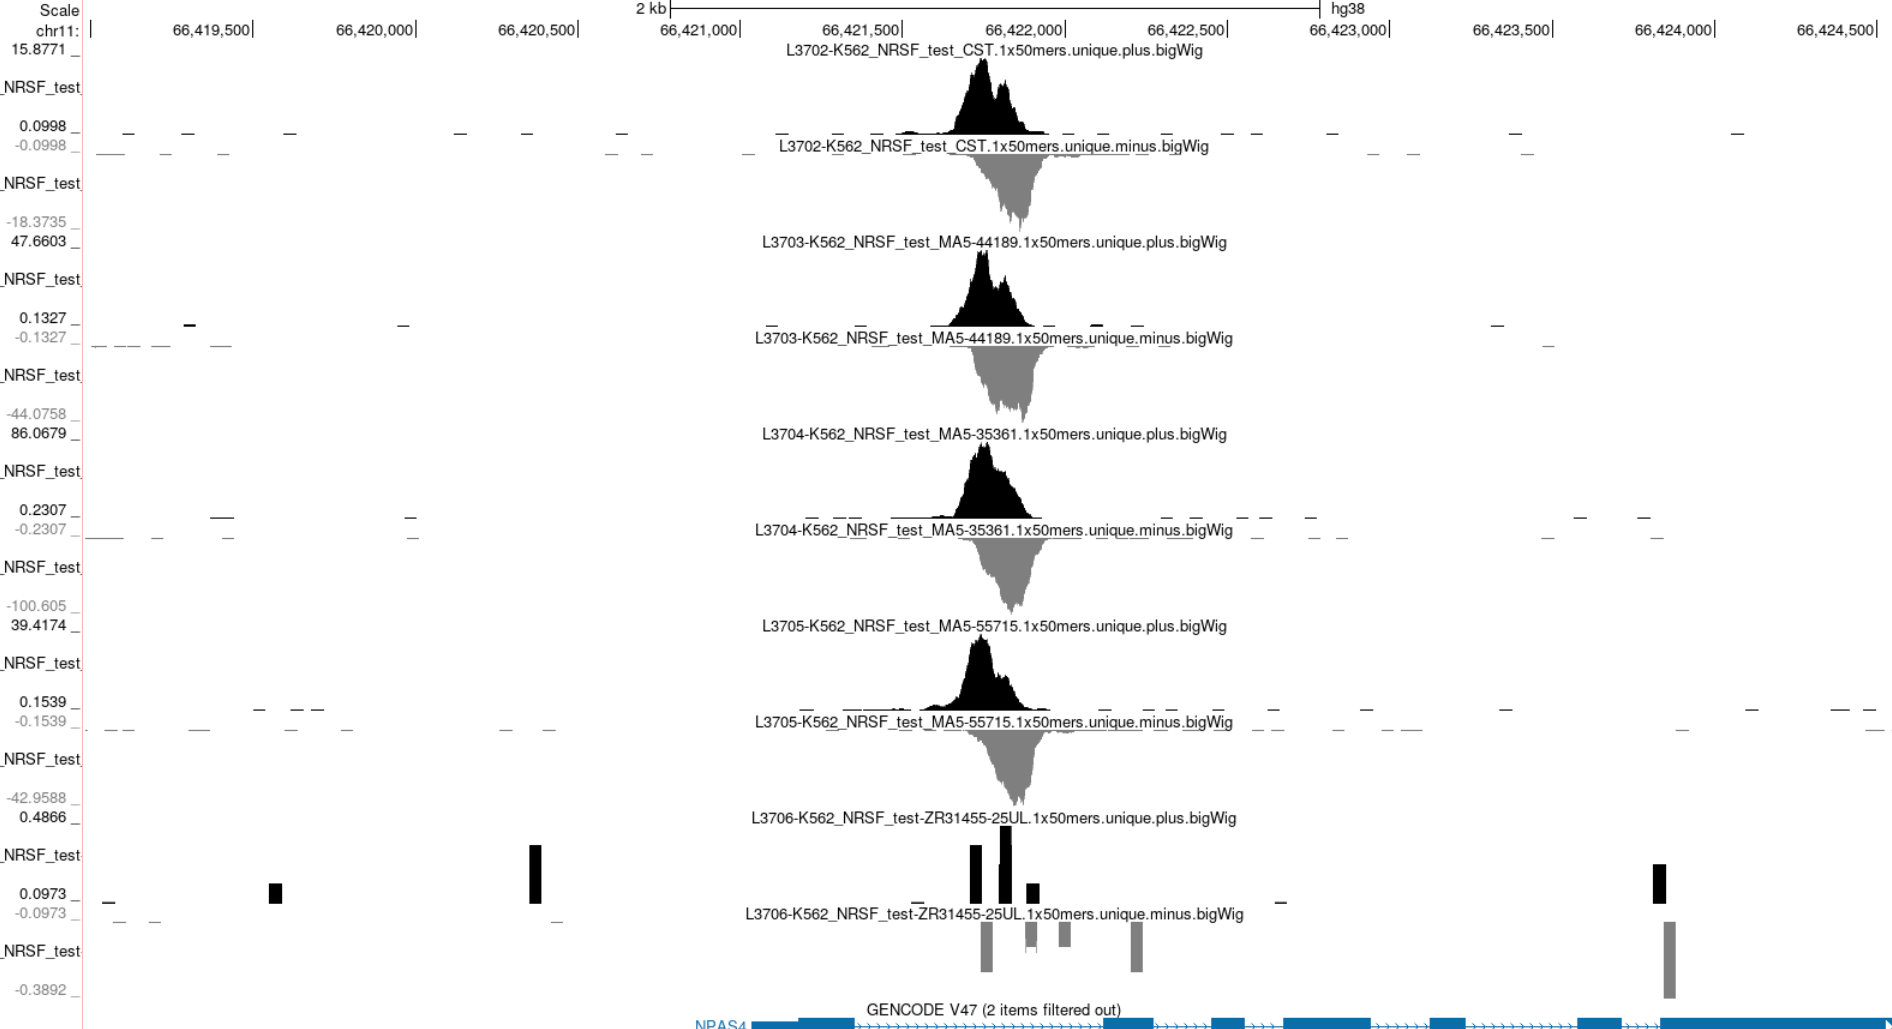 Scale 2 kb hg38
chr11: 66,419,500 66,420,000 66,420,500 66,421,000 66,421,500 66,422,000 66,422,500 66,423,000 66,423,500 66,424,000 66,424,500
L3702-K562_NRSF_test_CST.1x50mers.unique.plus.bigWig
15.8771 _
_NRSF_test_
0.0998 _
L3702-K562_NRSF_test_CST.1x50mers.unique.minus.bigWig
-0.0998 _
_NRSF_test_
-18.3735 _
L3703-K562_NRSF_test_MA5-44189.1x50mers.unique.plus.bigWig
47.6603 _
_NRSF_test_
0.1327 _
L3703-K562_NRSF_test_MA5-44189.1x50mers.unique.minus.bigWig
-0.1327 _
_NRSF_test_
-44.0758 _
L3704-K562_NRSF_test_MA5-35361.1x50mers.unique.plus.bigWig
86.0679 _
_NRSF_test_
0.2307 _
L3704-K562_NRSF_test_MA5-35361.1x50mers.unique.minus.bigWig
-0.2307 _
_NRSF_test_
-100.605 _
L3705-K562_NRSF_test_MA5-55715.1x50mers.unique.plus.bigWig
39.4174 _
_NRSF_test_
0.1539 _
L3705-K562_NRSF_test_MA5-55715.1x50mers.unique.minus.bigWig
-0.1539 _
_NRSF_test_
-42.9588 _
L3706-K562_NRSF_test-ZR31455-25UL.1x50mers.unique.plus.bigWig
0.4866 _
_NRSF_test-
0.0973 _
L3706-K562_NRSF_test-ZR31455-25UL.1x50mers.unique.minus.bigWig
-0.0973 _
_NRSF_test-
-0.3892 _
GENCODE V47 (2 items filtered out)
NPAS4